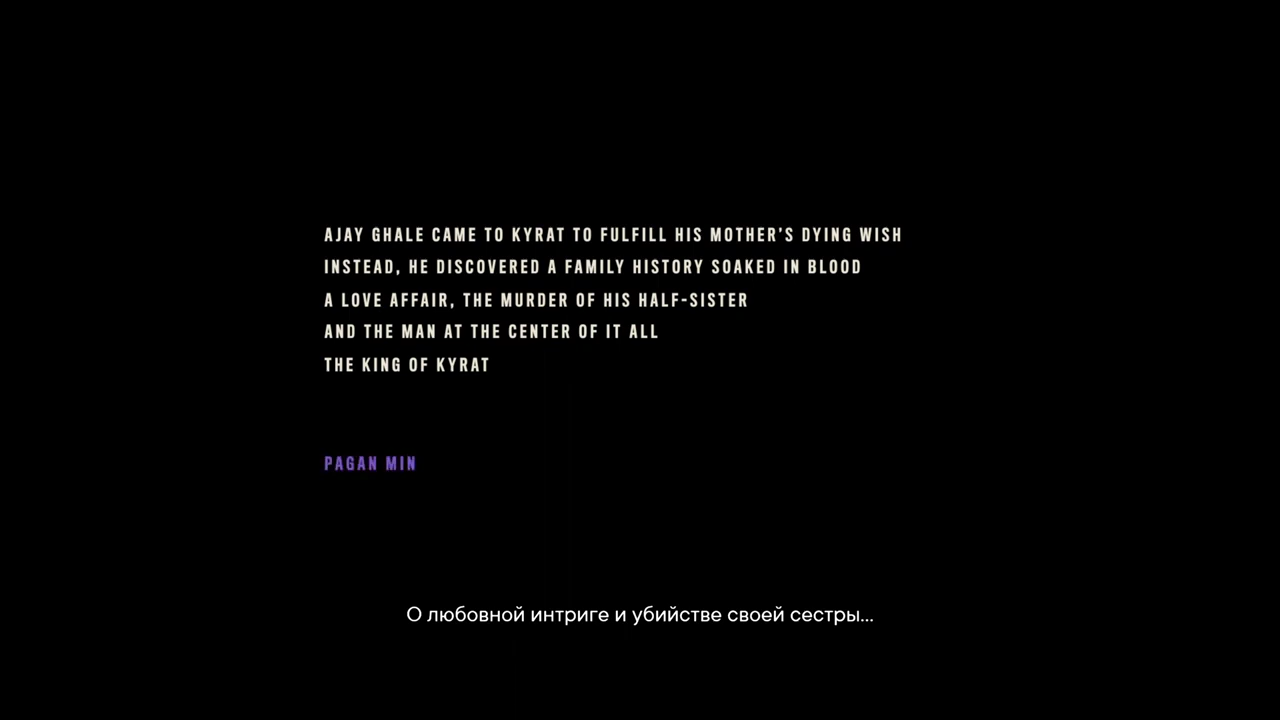 AJAY GHALE CAME TO KYRAT TO FULFILL HIS MOTHER'S DYING WISH
INSTEAD, HE DISCOVERED A FAMILY HISTORY SOAKED IN BLOOD
A LOVE AFFAIR, THE MURDER OF HIS HALF-SISTER
AND THE MAN AT THE CENTER OF IT ALL
THE KING OF KYRAT
PAGAN MIN
О любовной интриге и убийстве своей сестры...